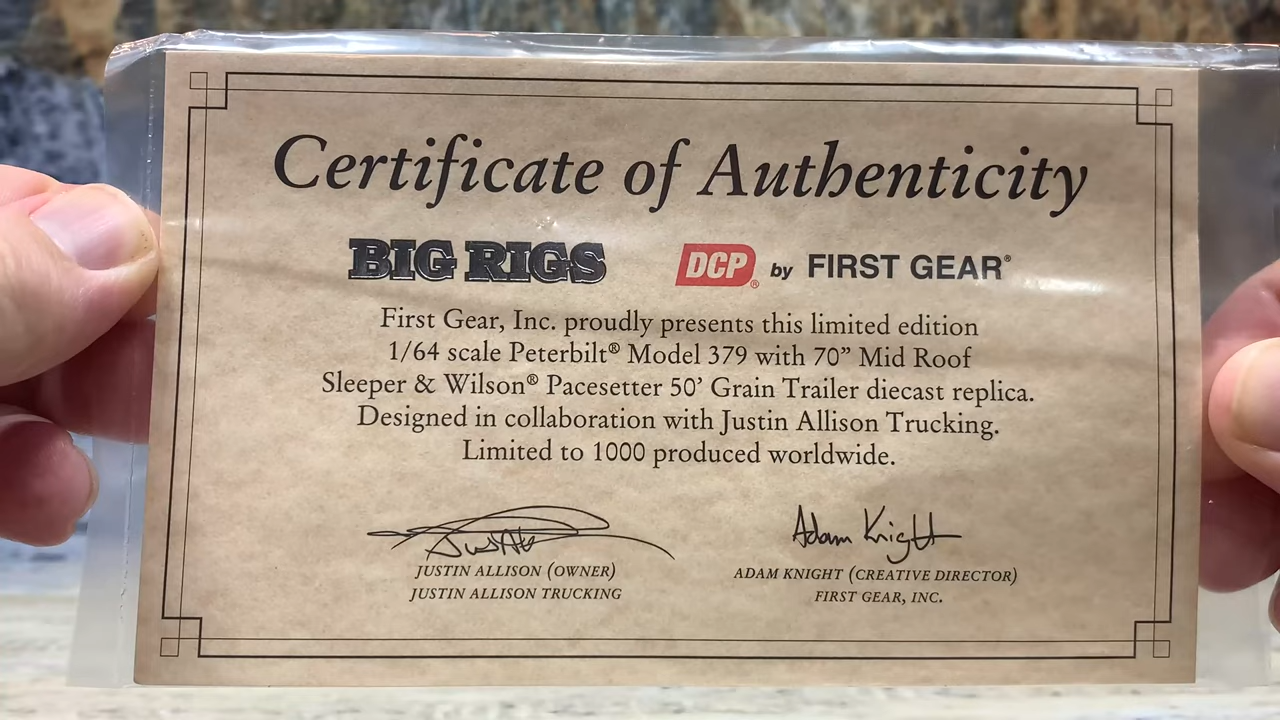 Certificate of Authenticity
BIG RIGS DCP® by FIRST GEAR®
First Gear, Inc. proudly presents this limited edition
1/64 scale Peterbilt® Model 379 with 70” Mid Roof
Sleeper & Wilson® Pacesetter 50’ Grain Trailer diecast replica.
Designed in collaboration with Justin Allison Trucking.
Limited to 1000 produced worldwide.
Adam Knight
JUSTIN ALLISON (OWNER) ADAM KNIGHT (CREATIVE DIRECTOR)
JUSTIN ALLISON TRUCKING FIRST GEAR, INC.